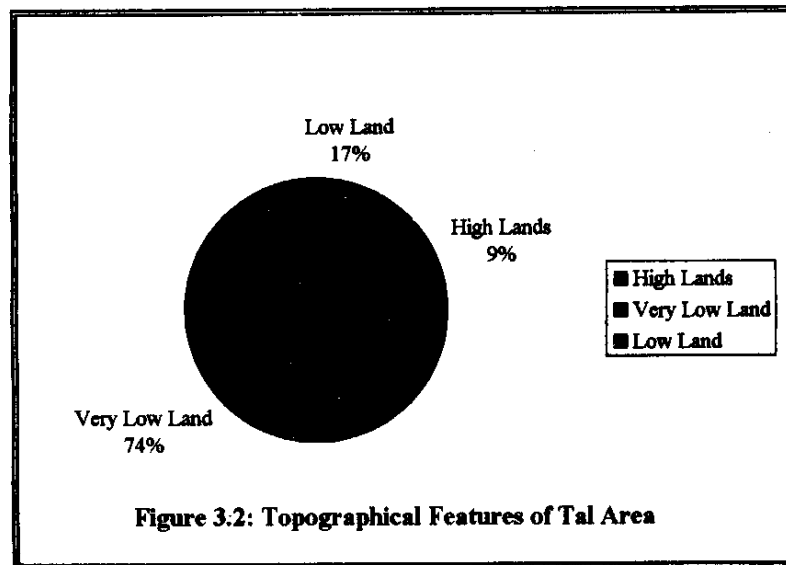 Low Land
17%
High Lands
9%
High Lands
Very Low Land
Low Land
Very Low Land
74%
Figure 3.2: Topographical Features of Tal Area